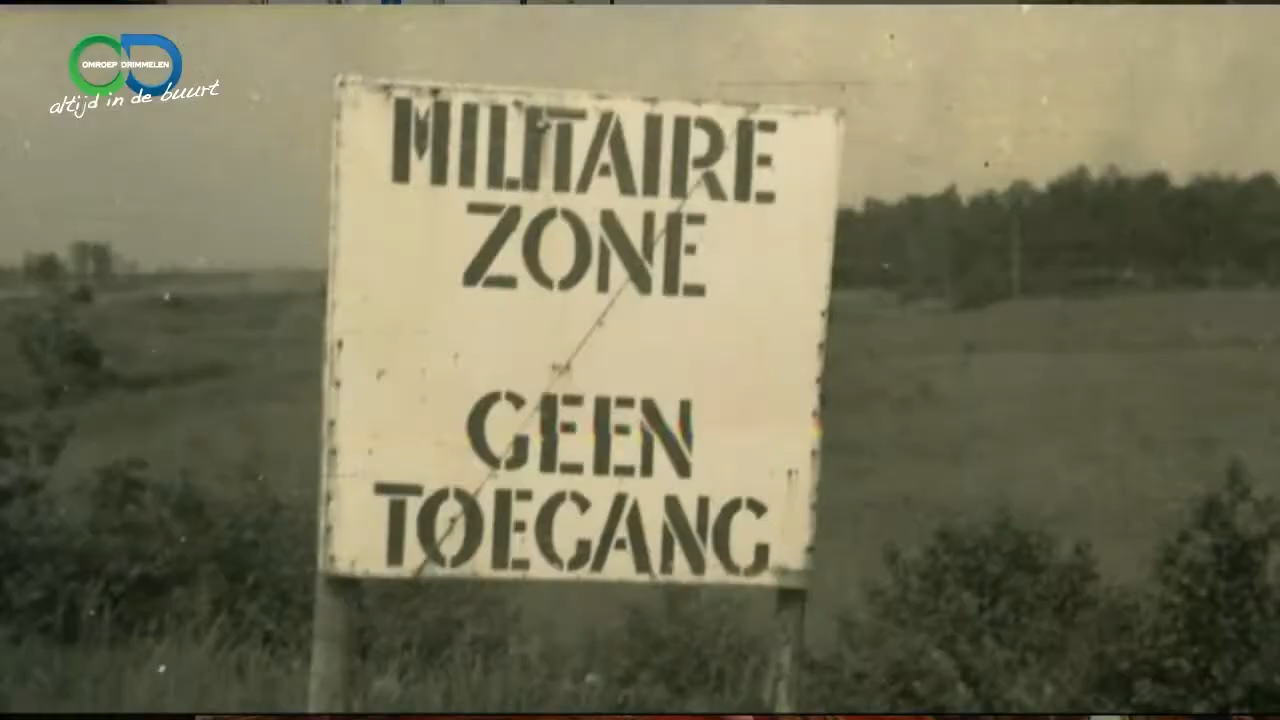 OMROEP DRIMMELEN
altijd in de buurt
MILITAIRE
ZONE
GEEN
TOEGANG